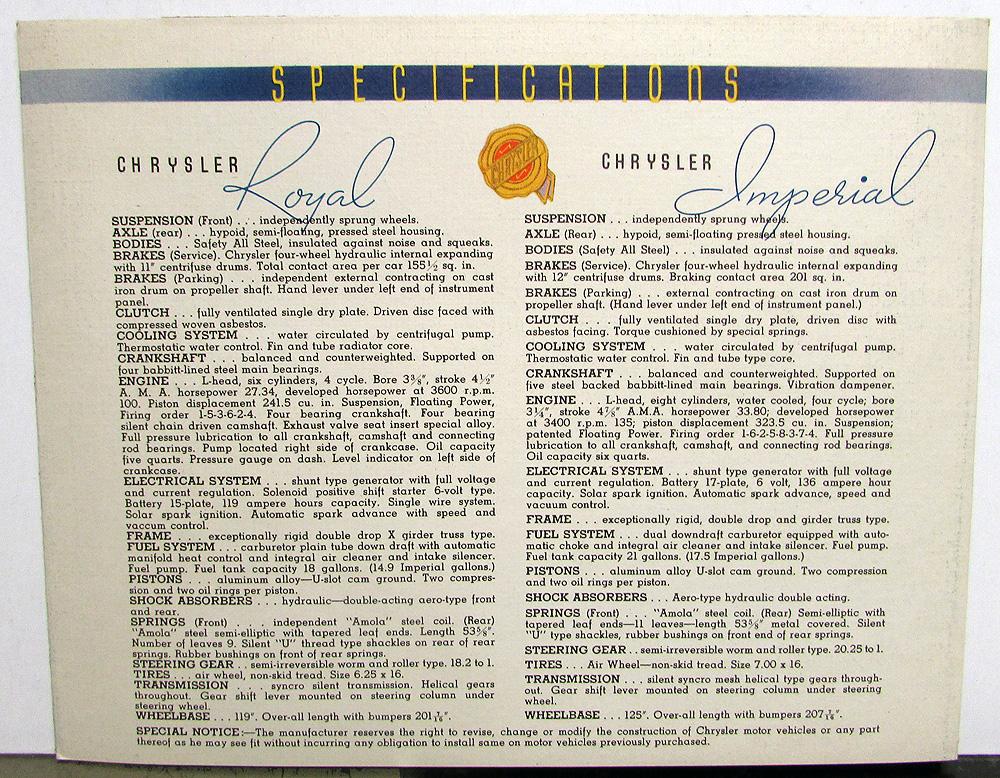 SPECIFICATIONS
CHRYSLER Royal
SUSPENSION (Front) . . . independently sprung wheels.
AXLE (rear) . . . hypoid, semi-floating, pressed steel housing.
BODIES . . . Safety All Steel, insulated against noise and squeaks.
BRAKES (Service). Chrysler four-wheel hydraulic internal expanding
with 11" centrifuse drums. Total contact area per car 155½ sq. in.
BRAKES (Parking) . . . independent external contracting on cast
iron drum on propeller shaft. Hand lever under left end of instrument
panel.
CLUTCH . . . fully ventilated single dry plate. Driven disc faced with
compressed woven asbestos.
COOLING SYSTEM . . . water circulated by centrifugal pump.
Thermostatic water control. Fin and tube radiator core.
CRANKSHAFT . . . balanced and counterweighted. Supported on
four babbitt-lined steel main bearings.
ENGINE . . . L-head, six cylinders, 4 cycle. Bore 3⅜", stroke 4½"
A. M. A. horsepower 27.34, developed horsepower at 3600 r.p.m.
100. Piston displacement 241.5 cu. in. Suspension, Floating Power,
Firing order 1-5-3-6-2-4. Four bearing crankshaft. Four bearing
silent chain driven camshaft. Exhaust valve seat insert special alloy.
Full pressure lubrication to all crankshaft, camshaft and connecting
rod bearings. Pump located right side of crankcase. Oil capacity
five quarts. Pressure gauge on dash. Level indicator on left side of
crankcase.
ELECTRICAL SYSTEM . . . shunt type generator with full voltage
and current regulation. Solenoid positive shift starter 6-volt type.
Battery 15-plate, 119 ampere hours capacity. Single wire system.
Solar spark ignition. Automatic spark advance with speed and
vaccum control.
FRAME . . . exceptionally rigid double drop X girder truss type.
FUEL SYSTEM . . . carburetor plain tube down draft with automatic
manifold heat control and integral air cleaner and intake silencer.
Fuel pump. Fuel tank capacity 18 gallons. (14.9 Imperial gallons.)
PISTONS . . . aluminum alloy—U-slot cam ground. Two compres-
sion and two oil rings per piston.
SHOCK ABSORBERS . . . hydraulic—double-acting aero-type front
and rear.
SPRINGS (Front) . . . independent "Amola" steel coil. (Rear)
"Amola" steel semi-elliptic with tapered leaf ends. Length 53⅝".
Number of leaves 9. Silent "U" thread type shackles on rear of rear
springs. Rubber bushings on front of rear springs.
STEERING GEAR . . semi-irreversible worm and roller type. 18.2 to 1.
TIRES . . . air wheel, non-skid tread. Size 6.25 x 16.
TRANSMISSION . . . syncro silent transmission. Helical gears
throughout. Gear shift lever mounted on steering column under
steering wheel.
WHEELBASE . . . 119". Over-all length with bumpers 201 1/16".
CHRYSLER
CHRYSLER Imperial
SUSPENSION . . . independently sprung wheels.
AXLE (Rear) . . . hypoid, semi-floating pressed steel housing.
BODIES (Safety All Steel) . . . insulated against noise and squeaks.
BRAKES (Service). Chrysler four-wheel hydraulic internal expanding
with 12" centrifuse drums. Braking contact area 201 sq. in.
BRAKES (Parking) . . . external contracting on cast iron drum on
propeller shaft. (Hand lever under left end of instrument panel.)
CLUTCH . . . fully ventilated single dry plate, driven disc with
asbestos facing. Torque cushioned by special springs.
COOLING SYSTEM . . . water circulated by centrifugal pump.
Thermostatic water control. Fin and tube type core.
CRANKSHAFT . . . balanced and counterweighted. Supported on
five steel backed babbitt-lined main bearings. Vibration dampener.
ENGINE . . . L-head, eight cylinders, water cooled, four cycle; bore
3¼", stroke 4⅞" A.M.A. horsepower 33.80; developed horsepower
at 3400 r.p.m. 135; piston displacement 323.5 cu. in. Suspension;
patented Floating Power. Firing order 1-6-2-5-8-3-7-4. Full pressure
lubrication to all crankshaft, camshaft, and connecting rod bearings.
Oil capacity six quarts.
ELECTRICAL SYSTEM . . . shunt type generator with full voltage
and current regulation. Battery 17-plate, 6 volt, 136 ampere hour
capacity. Solar spark ignition. Automatic spark advance, speed and
vacuum control.
FRAME . . . exceptionally rigid, double drop and girder truss type.
FUEL SYSTEM . . . dual downdraft carburetor equipped with auto-
matic choke and integral air cleaner and intake silencer. Fuel pump.
Fuel tank capacity 21 gallons. (17.5 Imperial gallons.)
PISTONS . . . aluminum alloy U-slot cam ground. Two compression
and two oil rings per piston.
SHOCK ABSORBERS . . . Aero-type hydraulic double acting.
SPRINGS (Front) . . . "Amola" steel coil. (Rear) Semi-elliptic with
tapered leaf ends—11 leaves—length 53⅝" metal covered. Silent
"U" type shackles, rubber bushings on front end of rear springs.
STEERING GEAR . . semi-irreversible worm and roller type. 20.25 to 1.
TIRES . . . Air Wheel—non-skid tread. Size 7.00 x 16.
TRANSMISSION . . . silent syncro mesh helical type gears through-
out. Gear shift lever mounted on steering column under steering
wheel.
WHEELBASE . . . 125". Over-all length with bumpers 207 1/16".
SPECIAL NOTICE:—The manufacturer reserves the right to revise, change or modify the construction of Chrysler motor vehicles or any part
thereof as he may see fit without incurring any obligation to install same on motor vehicles previously purchased.